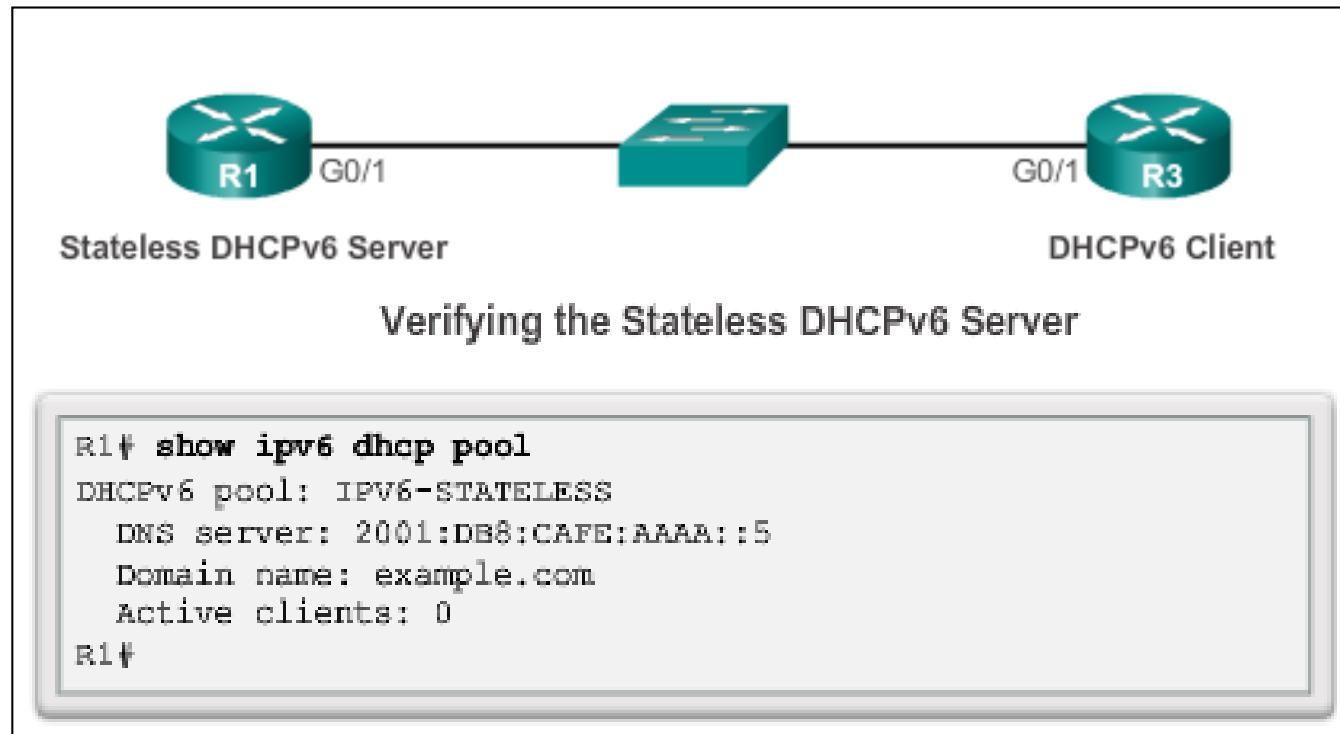 R1
G0/1
G0/1
R3
Stateless DHCPv6 Server
DHCPv6 Client
Verifying the Stateless DHCPv6 Server
R1# show ipv6 dhcp pool
DHCPv6 pool: IPV6-STATELESS
DNS server: 2001:DB8:CAFE:AAAA::5
Domain name: example.com
Active clients: 0
R1#